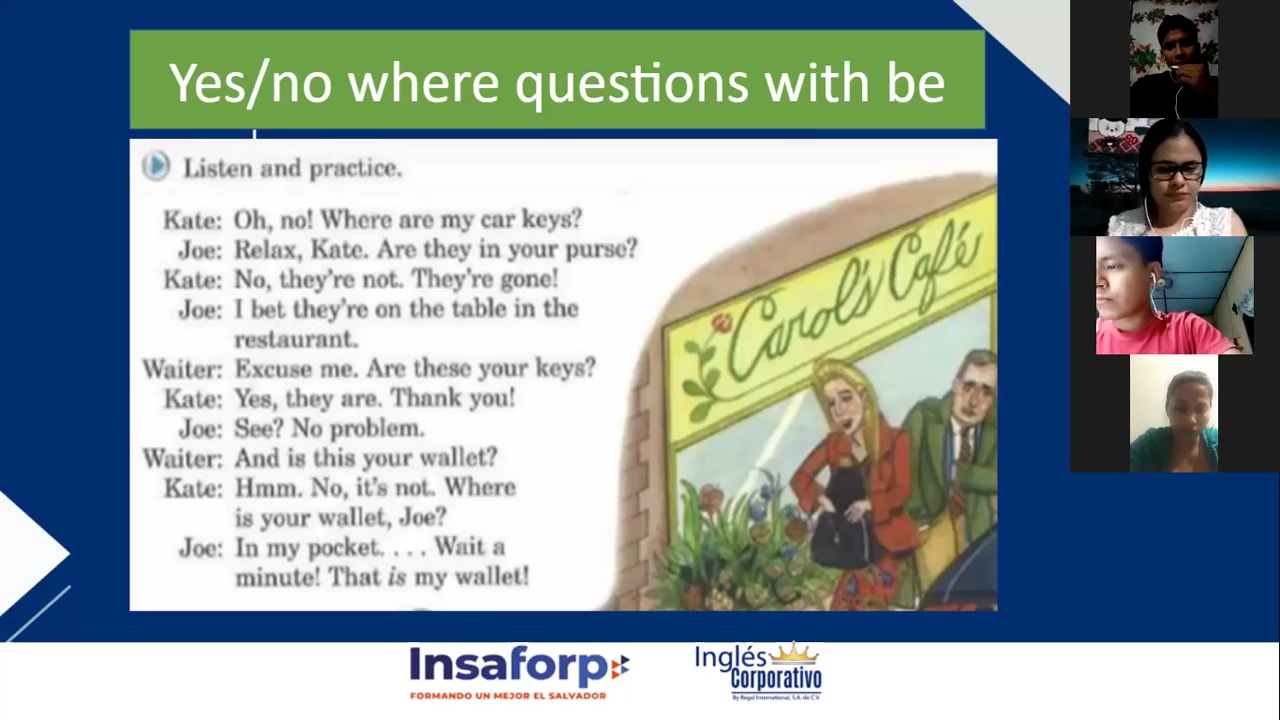 Yes/no where questions with be
Listen and practice.
Kate: Oh, no! Where are my car keys?
Joe: Relax, Kate. Are they in your purse?
Kate: No, they're not. They're gone!
Joe: I bet they're on the table in the
restaurant.
Waiter: Excuse me. Are these your keys?
Kate: Yes, they are. Thank you!
Joe: See? No problem.
Waiter: And is this your wallet?
Kate: Hmm. No, it's not. Where
is your wallet, Joe?
Joe: In my pocket. . . . Wait a
minute! That is my wallet!
Carol's Café
Insaforp
FORMANDO UN MEJOR EL SALVADOR
Inglés
Corporativo
By Regal International, S.A. de C.V.